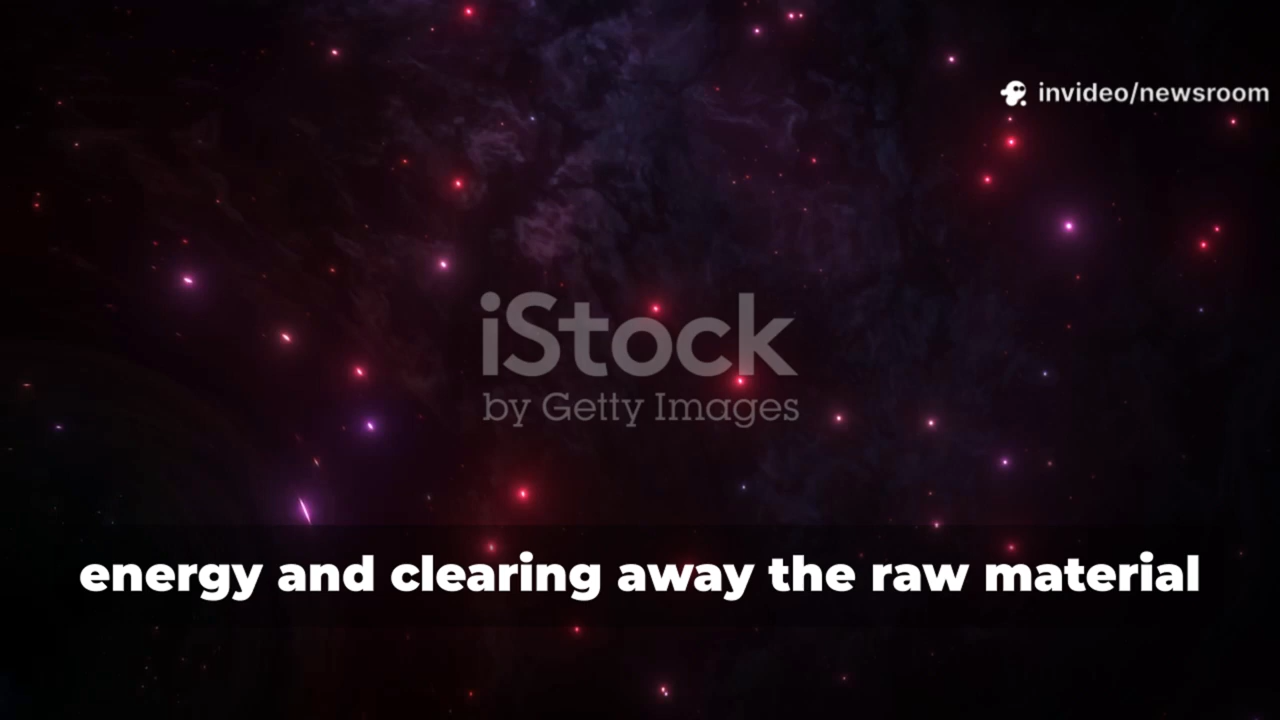 invideo/newsroom
iStock
by Getty Images
energy and clearing away the raw material